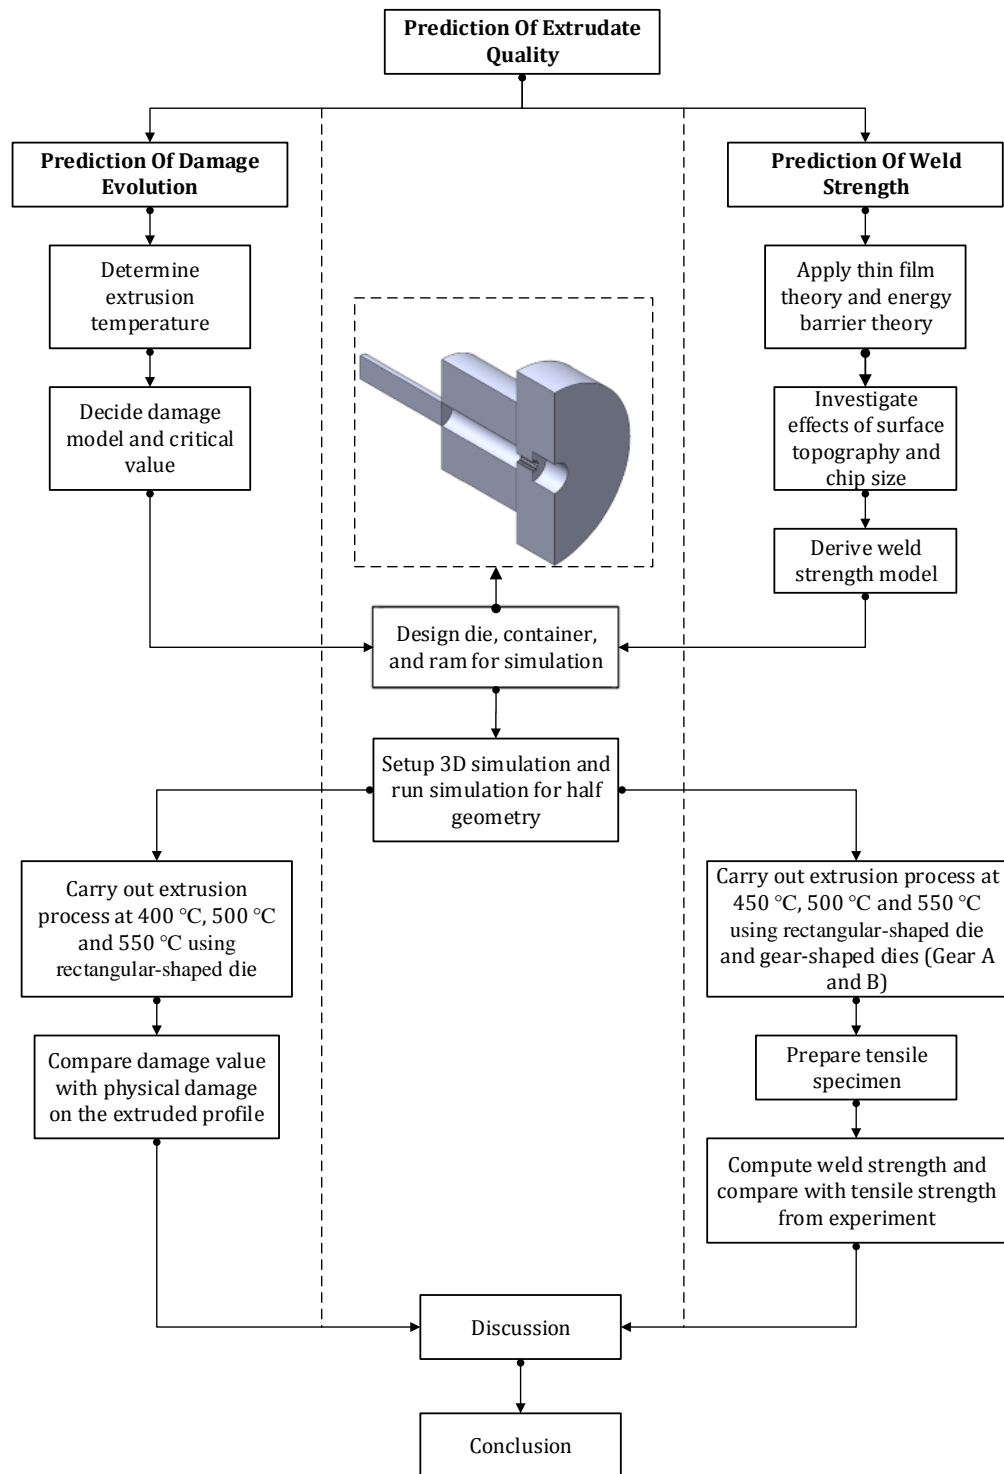 Prediction Of Extrudate
Quality
Prediction Of Damage
Evolution
Prediction Of Weld
Strength
Determine
extrusion
temperature
Apply thin film
theory and energy
barrier theory
Decide damage
model and critical
value
Investigate
effects of surface
topography and
chip size
Derive weld
strength model
Design die, container,
and ram for simulation
Setup 3D simulation and
run simulation for half
geometry
Carry out extrusion
process at 400 °C, 500 °C
and 550 °C using
rectangular-shaped die
Carry out extrusion process at
450 °C, 500 °C and 550 °C
using rectangular-shaped die
and gear-shaped dies (Gear A
and B)
Compare damage value
with physical damage
on the extruded profile
Prepare tensile
specimen
Compute weld strength and
compare with tensile strength
from experiment
Discussion
Conclusion